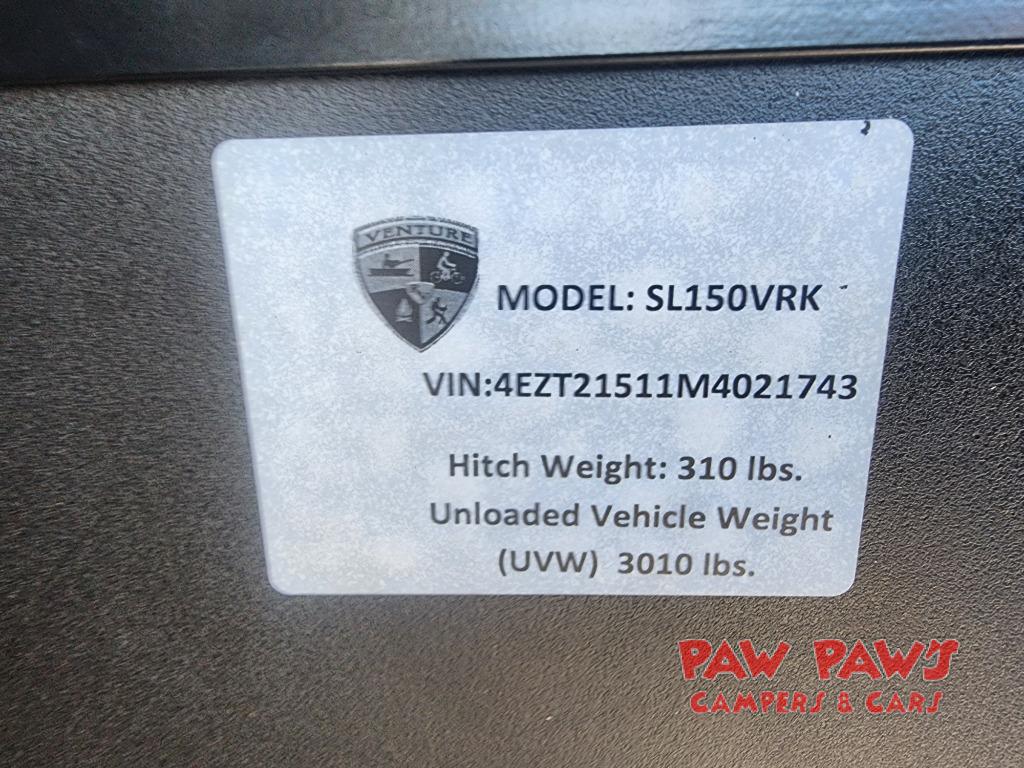 VENTURE
MODEL: SL150VRK
VIN:4EZT21511M4021743
Hitch Weight: 310 lbs.
Unloaded Vehicle Weight
(UVW) 3010 lbs.
PAW PAW'S
CAMPERS & CARS